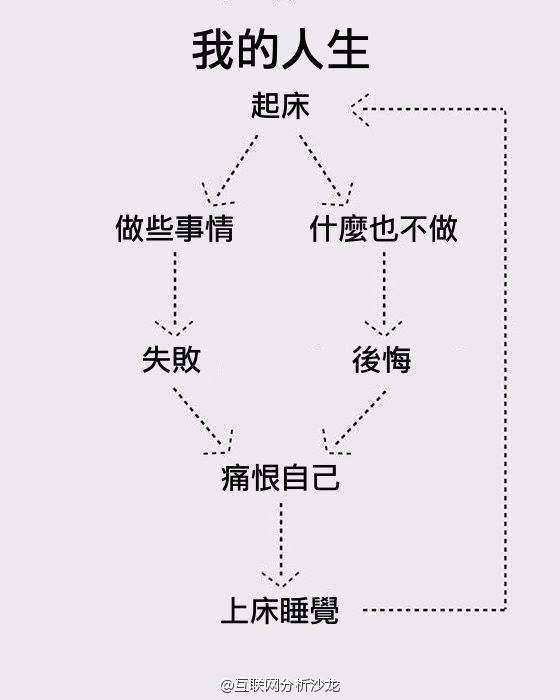 我的人生
起床
做些事情
什麼也不做
失敗
後悔
痛恨自己
上床睡覺
@互联网分析沙龙